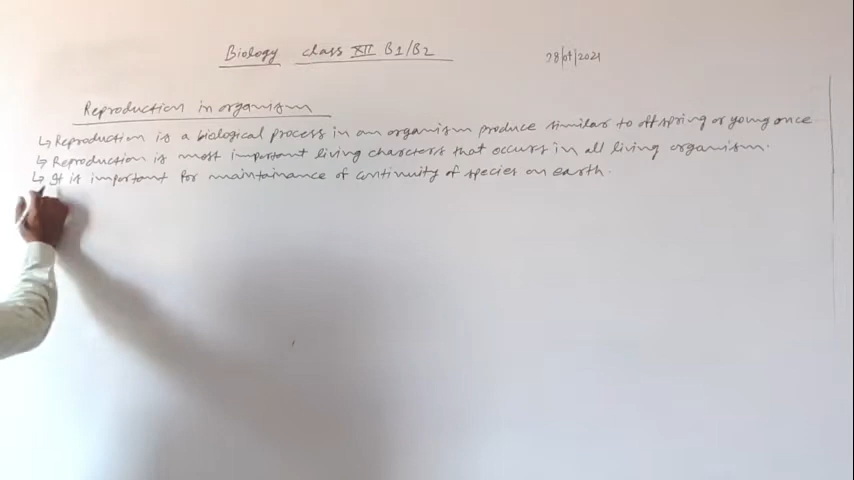 Biology class XII B1/B2
28/04/2021
Reproduction in organism
↳ Reproduction is a biological process in an organism produce similar to offspring or young once
↳ Reproduction is most important living charcters that occurs in all living organism.
↳ It is important for maintainance of continuity of species on earth.